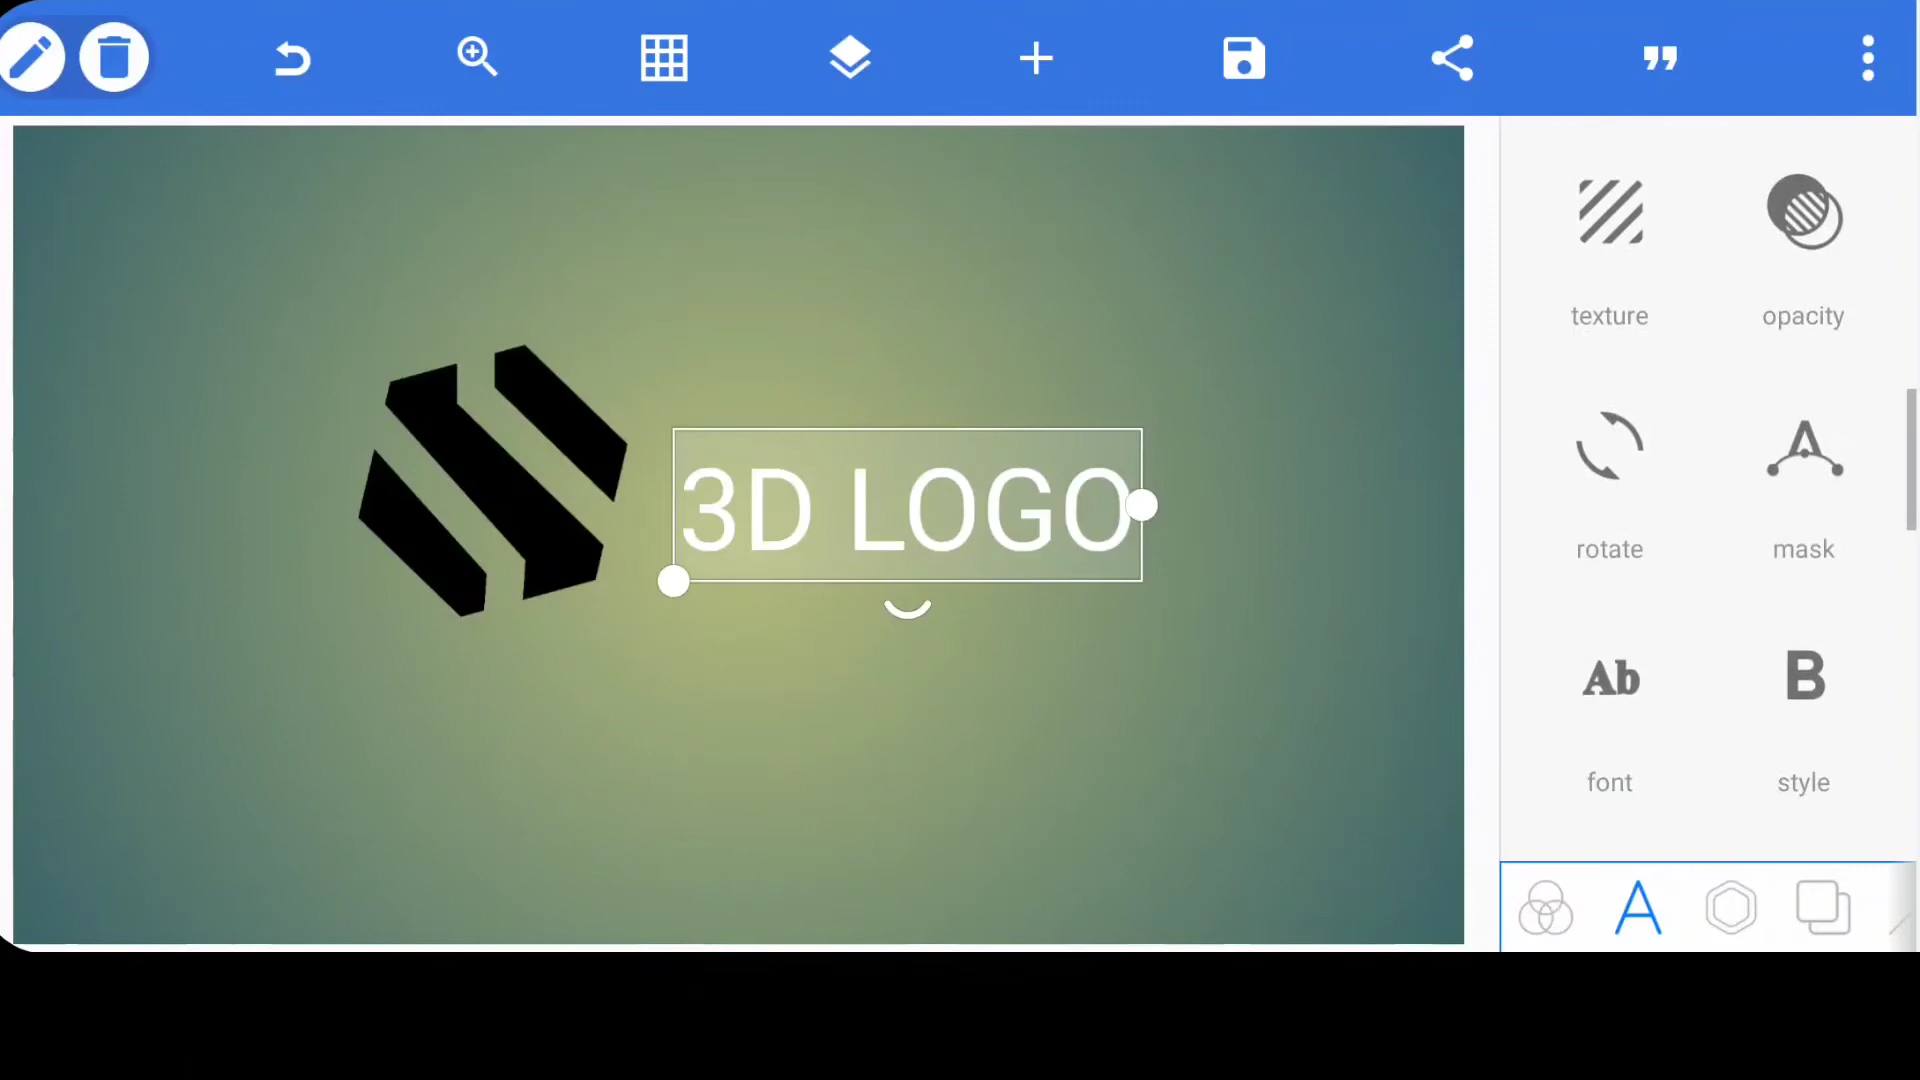 3D LOGO
texture
opacity
rotate
mask
Ab
B
font
style
A